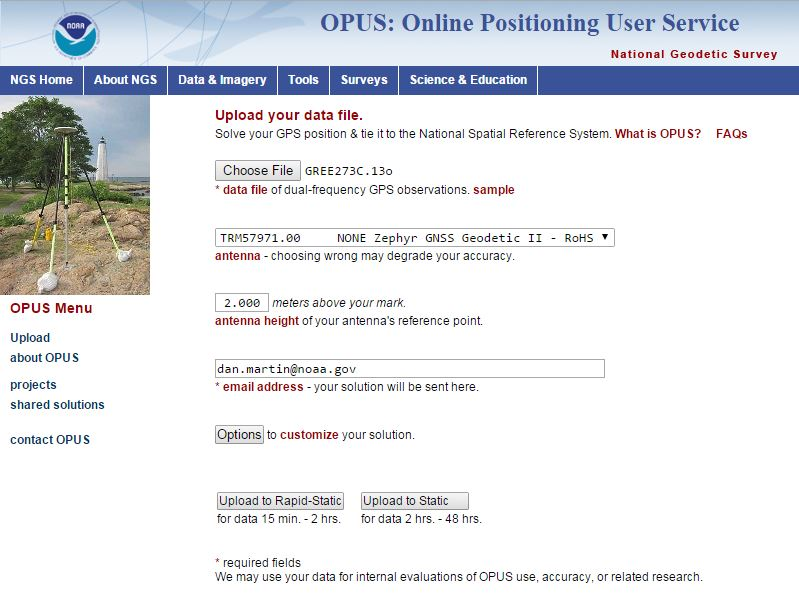 NOAA
OPUS: Online Positioning User Service
National Geodetic Survey
NGS Home About NGS Data & Imagery Tools Surveys Science & Education
Upload your data file.
Solve your GPS position & tie it to the National Spatial Reference System. What is OPUS? FAQs
Choose File GREE273C.13o
* data file of dual-frequency GPS observations. sample
TRM57971.00 NONE Zephyr GNSS Geodetic II - RoHS ▼
antenna - choosing wrong may degrade your accuracy.
2.000 meters above your mark.
antenna height of your antenna's reference point.
dan.martin@noaa.gov
* email address - your solution will be sent here.
Options to customize your solution.
Upload to Rapid-Static Upload to Static
for data 15 min. - 2 hrs. for data 2 hrs. - 48 hrs.
* required fields
We may use your data for internal evaluations of OPUS use, accuracy, or related research.
OPUS Menu
Upload
about OPUS
projects
shared solutions
contact OPUS